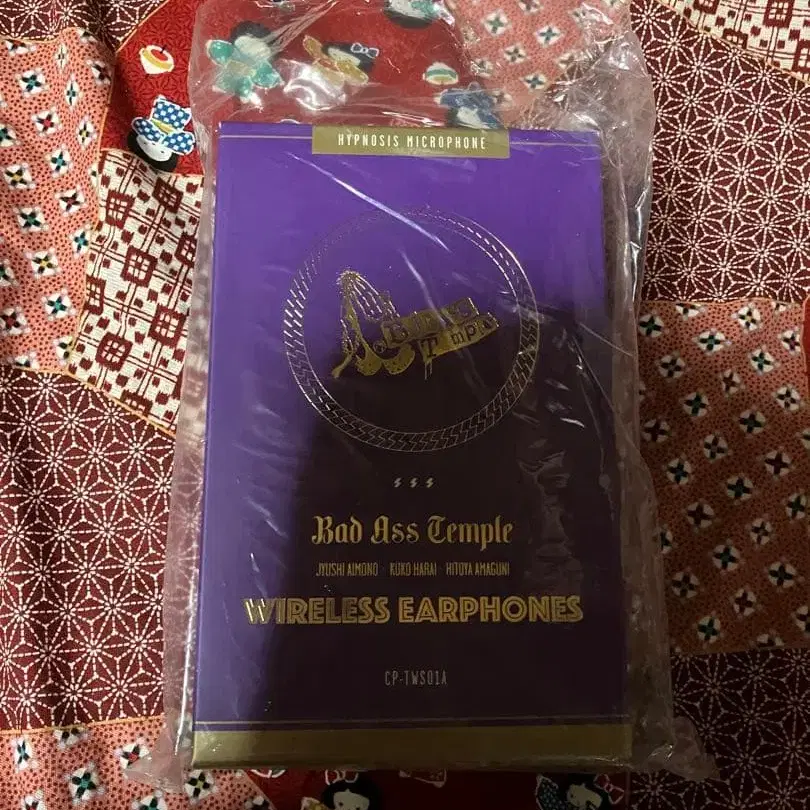 HYPNOSIS MICROPHONE
Bad Ass Temple
JYUSHI AIMONO KUKO HARAI HITOYA AMAGUNI
WIRELESS EARPHONES
CP-TWS01A